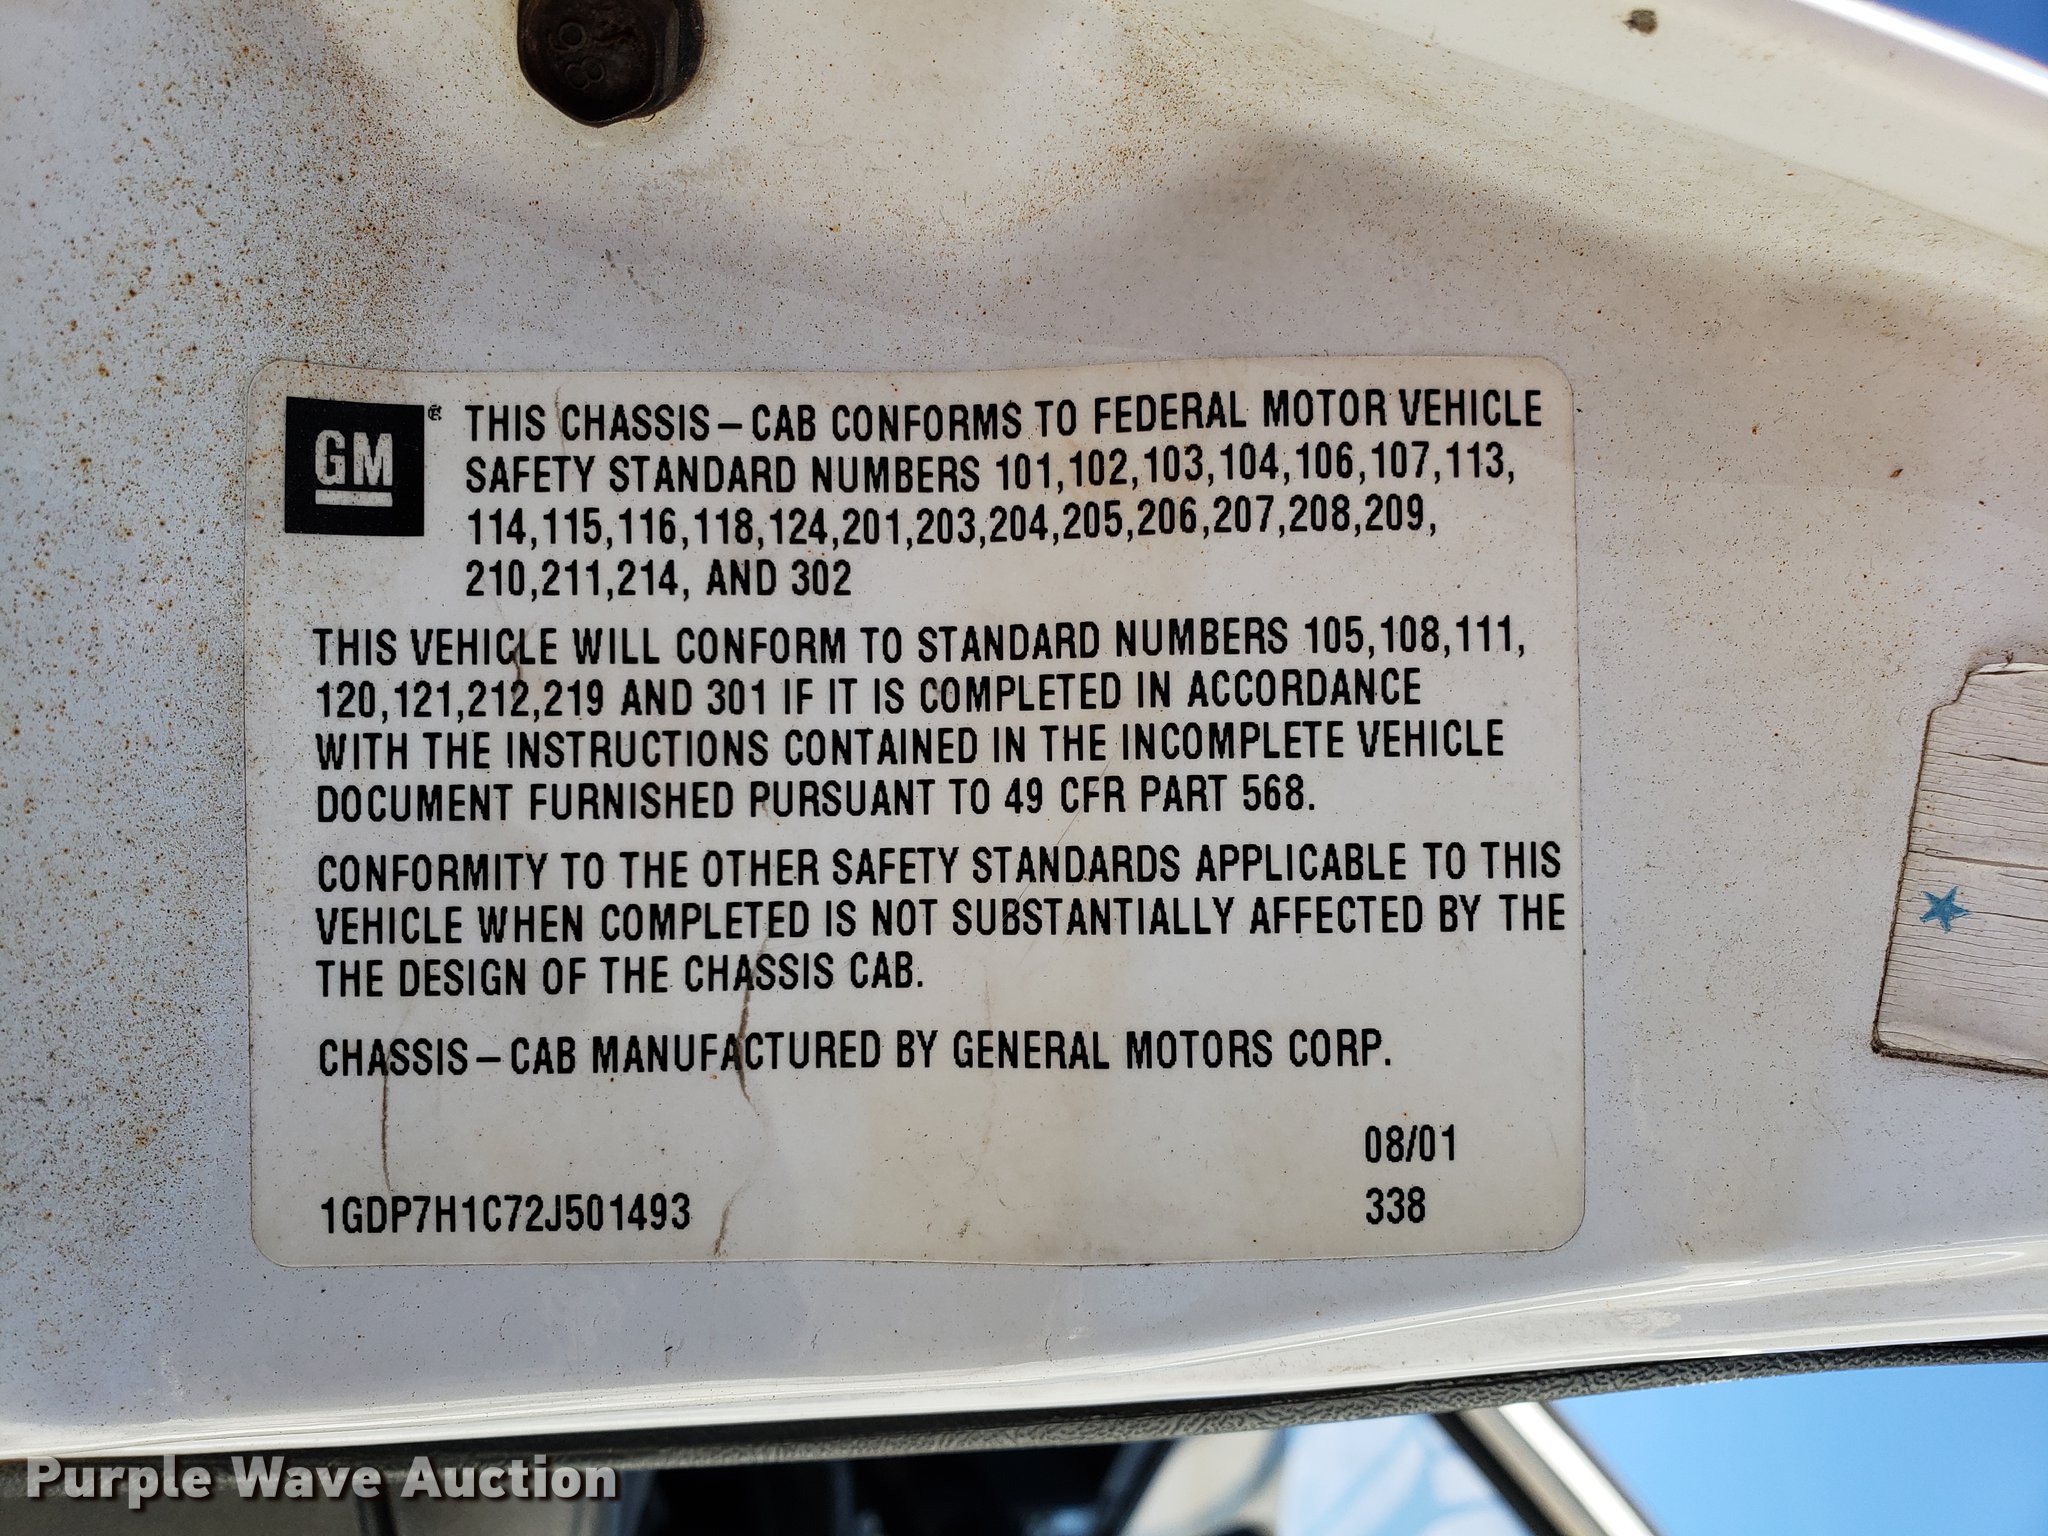 98
GM ® THIS CHASSIS–CAB CONFORMS TO FEDERAL MOTOR VEHICLE
SAFETY STANDARD NUMBERS 101,102,103,104,106,107,113,
114,115,116,118,124,201,203,204,205,206,207,208,209,
210,211,214, AND 302
THIS VEHICLE WILL CONFORM TO STANDARD NUMBERS 105,108,111,
120,121,212,219 AND 301 IF IT IS COMPLETED IN ACCORDANCE
WITH THE INSTRUCTIONS CONTAINED IN THE INCOMPLETE VEHICLE
DOCUMENT FURNISHED PURSUANT TO 49 CFR PART 568.
CONFORMITY TO THE OTHER SAFETY STANDARDS APPLICABLE TO THIS
VEHICLE WHEN COMPLETED IS NOT SUBSTANTIALLY AFFECTED BY THE
THE DESIGN OF THE CHASSIS CAB.
CHASSIS–CAB MANUFACTURED BY GENERAL MOTORS CORP.
08/01
1GDP7H1C72J501493 338
Purple Wave Auction